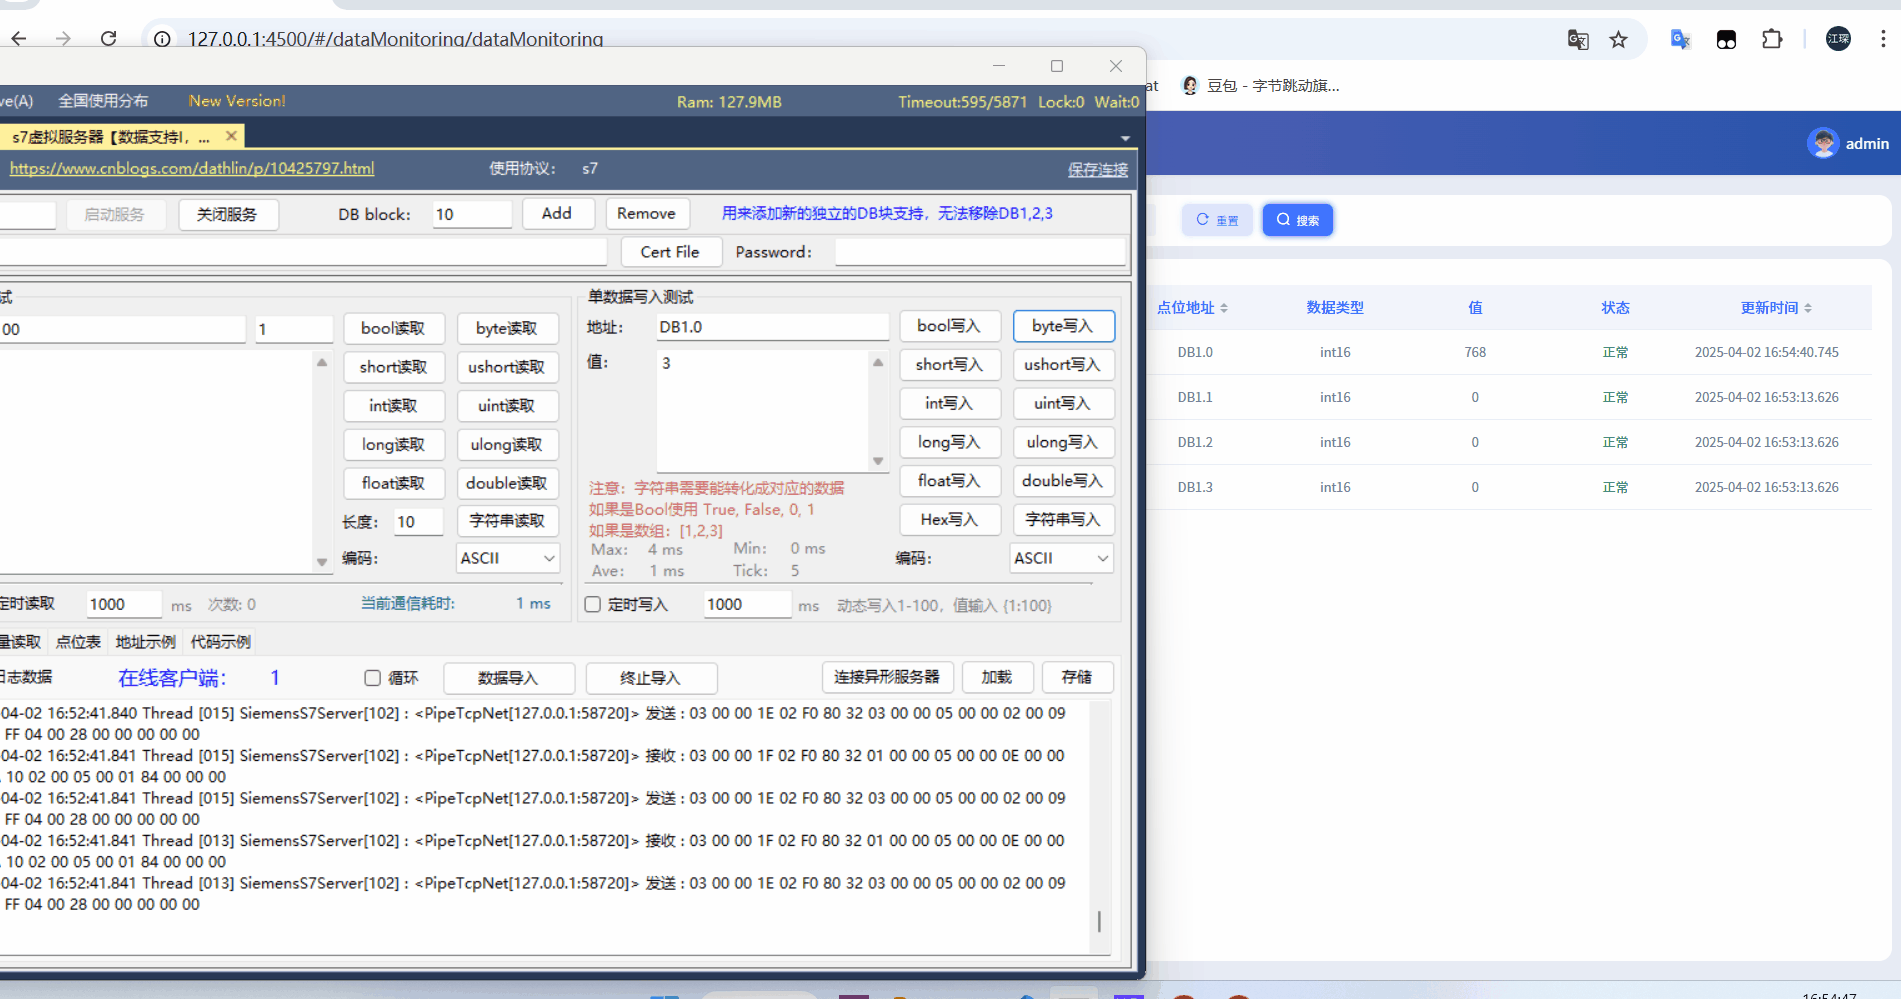 127.0.0.1:4500/#/dataMonitoring/dataMonitoring
江琛
at 豆包 - 字节跳动旗...
ve(A) 全国使用分布 New Version! Ram: 127.9MB Timeout:595/5871 Lock:0 Wait:0
admin
s7虚拟服务器【数据支持I，...
https://www.cnblogs.com/dathlin/p/10425797.html 使用协议： s7 保存连接
启动服务 关闭服务 DB block: 10 Add Remove 用来添加新的独立的DB块支持，无法移除DB1,2,3
重置 搜索
Cert File Password:
试 单数据写入测试
00 1 bool读取 byte读取 地址： DB1.0 bool写入 byte写入
值： 3
short读取 ushort读取 short写入 ushort写入
int读取 uint读取 int写入 uint写入
long读取 ulong读取 long写入 ulong写入
float读取 double读取 float写入 double写入
注意：字符串需要能转化成对应的数据
如果是Bool使用 True, False, 0, 1
如果是数组：[1,2,3]
长度： 10 字符串读取 Hex写入 字符串写入
Max: 4 ms Min: 0 ms
Ave: 1 ms Tick: 5
编码: ASCII 编码: ASCII
定时读取 1000 ms 次数: 0 当前通信耗时: 1 ms 定时写入 1000 ms 动态写入1-100，值输入 {1:100}
量读取 点位表 地址示例 代码示例
日志数据 在线客户端： 1 循环 数据导入 终止导入 连接异形服务器 加载 存储
-04-02 16:52:41.840 Thread [015] SiemensS7Server[102] : <PipeTcpNet[127.0.0.1:58720]> 发送 : 03 00 00 1E 02 F0 80 32 03 00 00 05 00 00 02 00 09
FF 04 00 28 00 00 00 00 00
-04-02 16:52:41.841 Thread [015] SiemensS7Server[102] : <PipeTcpNet[127.0.0.1:58720]> 接收 : 03 00 00 1F 02 F0 80 32 01 00 00 05 00 00 0E 00 00
10 02 00 05 00 01 84 00 00 00
-04-02 16:52:41.841 Thread [015] SiemensS7Server[102] : <PipeTcpNet[127.0.0.1:58720]> 发送 : 03 00 00 1E 02 F0 80 32 03 00 00 05 00 00 02 00 09
FF 04 00 28 00 00 00 00 00
-04-02 16:52:41.841 Thread [013] SiemensS7Server[102] : <PipeTcpNet[127.0.0.1:58720]> 接收 : 03 00 00 1F 02 F0 80 32 01 00 00 05 00 00 0E 00 00
10 02 00 05 00 01 84 00 00 00
-04-02 16:52:41.841 Thread [013] SiemensS7Server[102] : <PipeTcpNet[127.0.0.1:58720]> 发送 : 03 00 00 1E 02 F0 80 32 03 00 00 05 00 00 02 00 09
FF 04 00 28 00 00 00 00 00
点位地址 数据类型 值 状态 更新时间
DB1.0 int16 768 正常 2025-04-02 16:54:40.745
DB1.1 int16 0 正常 2025-04-02 16:53:13.626
DB1.2 int16 0 正常 2025-04-02 16:53:13.626
DB1.3 int16 0 正常 2025-04-02 16:53:13.626
16:54:47